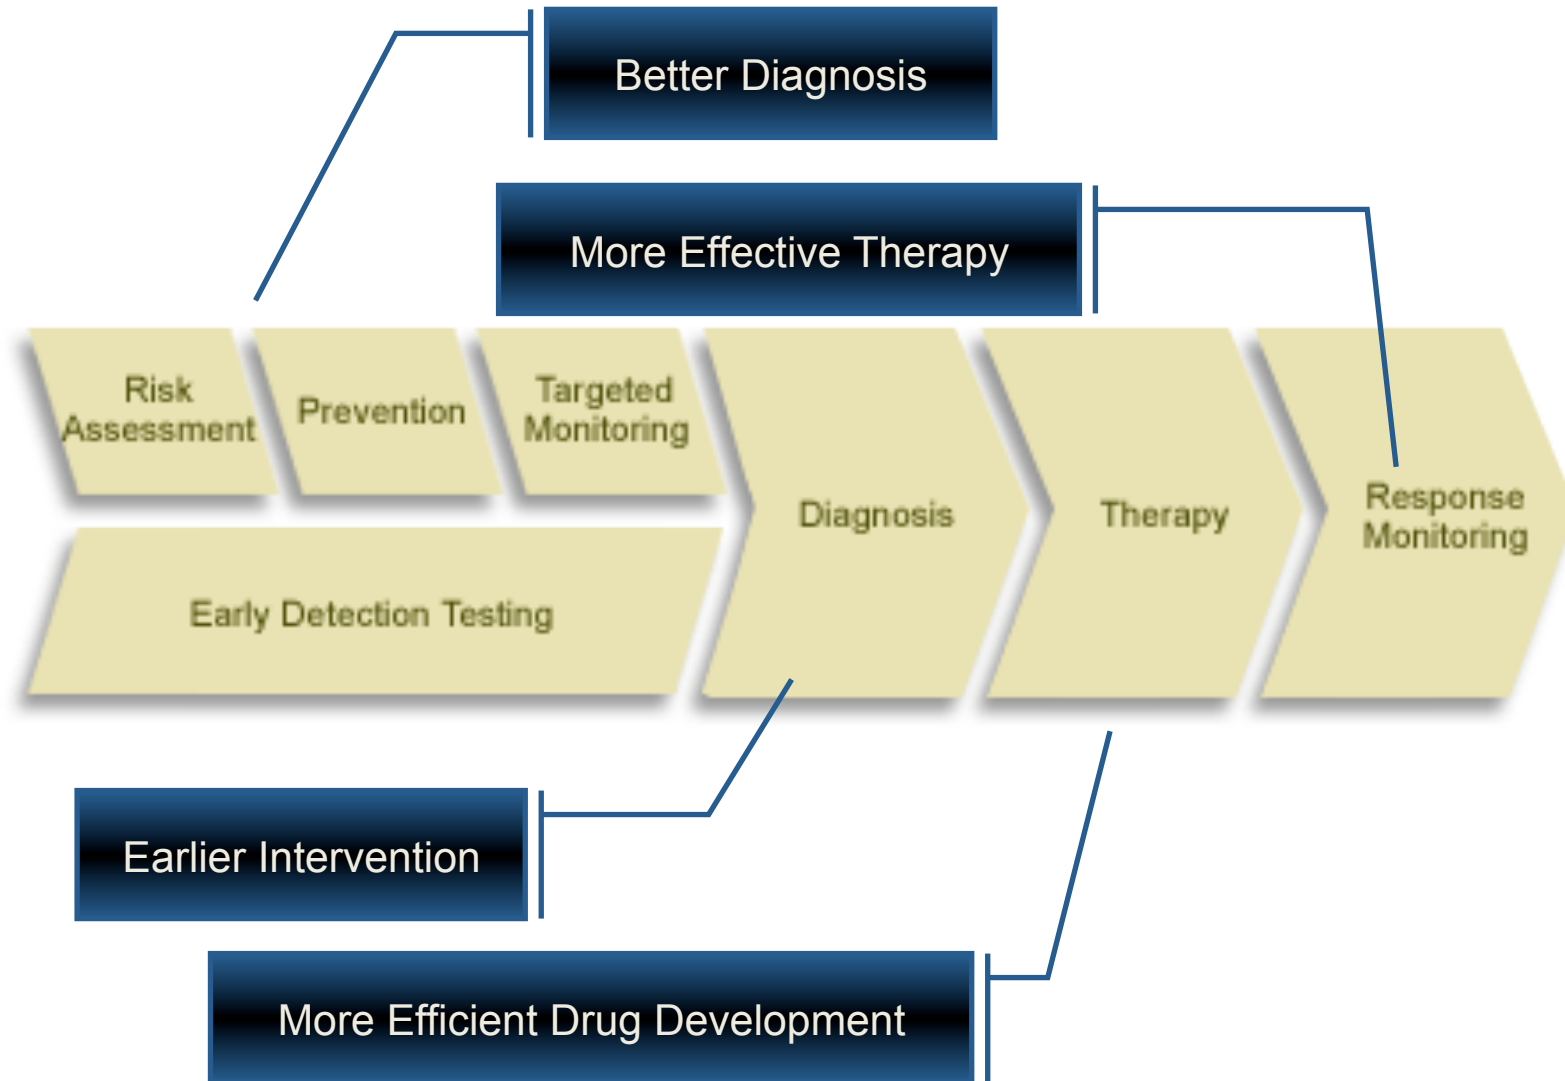 Better Diagnosis
More Effective Therapy
Risk
Assessment
Prevention
Targeted
Monitoring
Diagnosis
Therapy
Response
Monitoring
Early Detection Testing
Earlier Intervention
More Efficient Drug Development